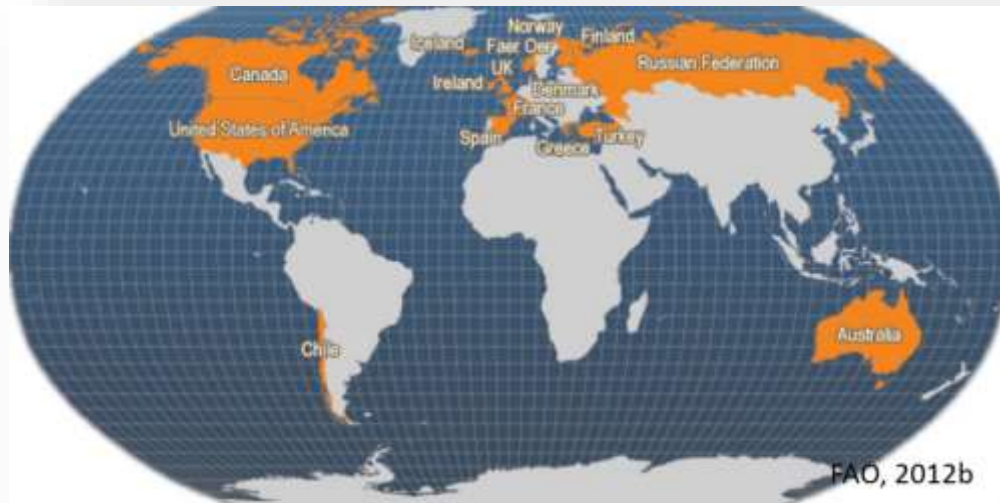 Norway
Iceland
Faer Oer
Finland
Canada
UK
Russian Federation
Ireland
Denmark
France
United States of America
Spain
Greece
Turkey
Chile
Australia
FAO, 2012b